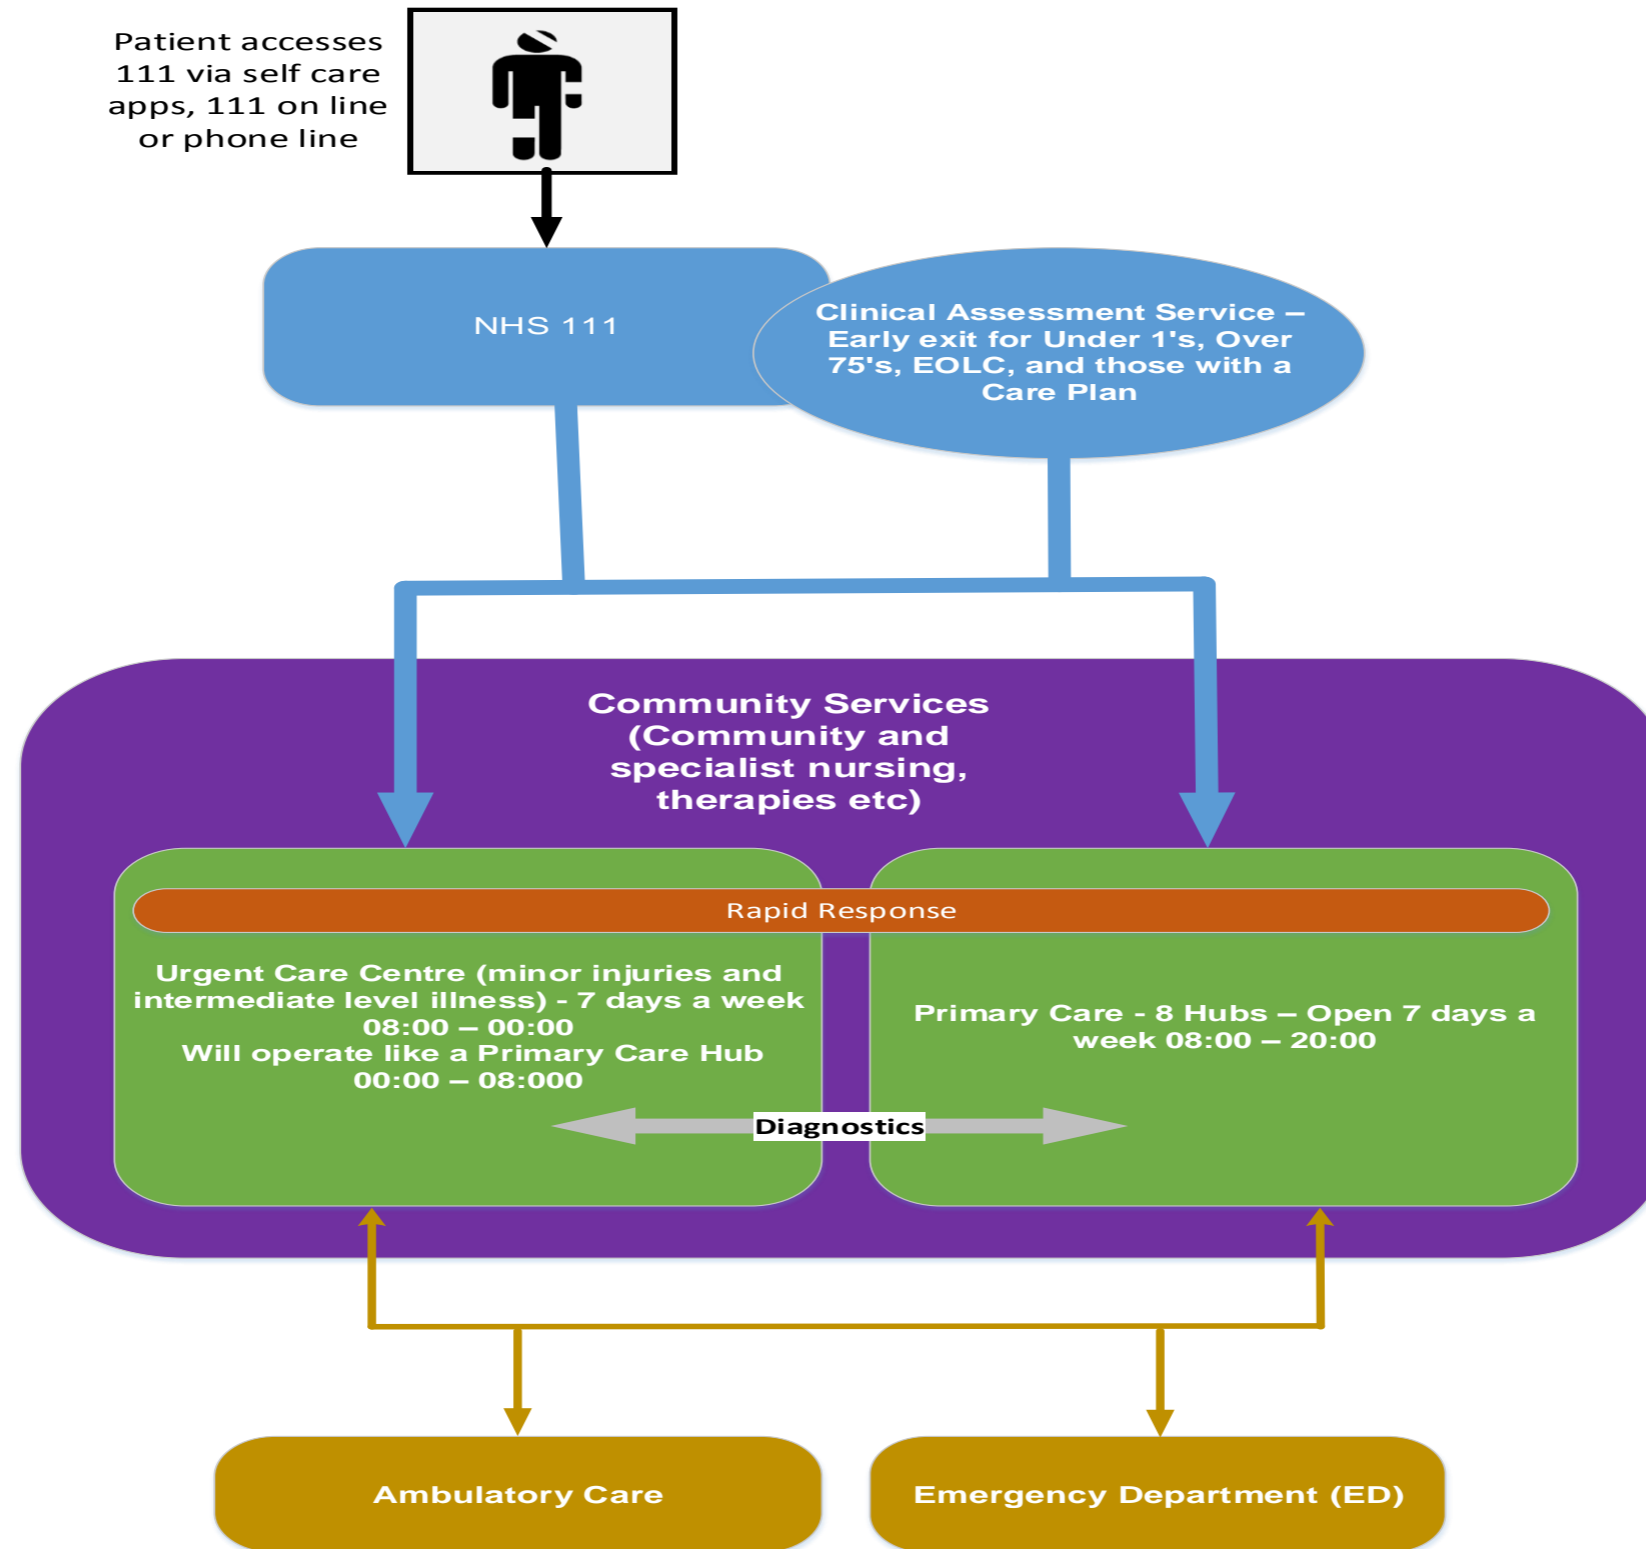 Patient accesses
111 via self care
apps, 111 on line
or phone line
NHS 111
Clinical Assessment Service –
Early exit for Under 1's, Over
75's, EOLC, and those with a
Care Plan
Community Services
(Community and
specialist nursing,
therapies etc)
Rapid Response
Urgent Care Centre (minor injuries and
intermediate level illness) - 7 days a week
08:00 – 00:00
Will operate like a Primary Care Hub
00:00 – 08:000
Primary Care - 8 Hubs – Open 7 days a
week 08:00 – 20:00
Diagnostics
Ambulatory Care
Emergency Department (ED)